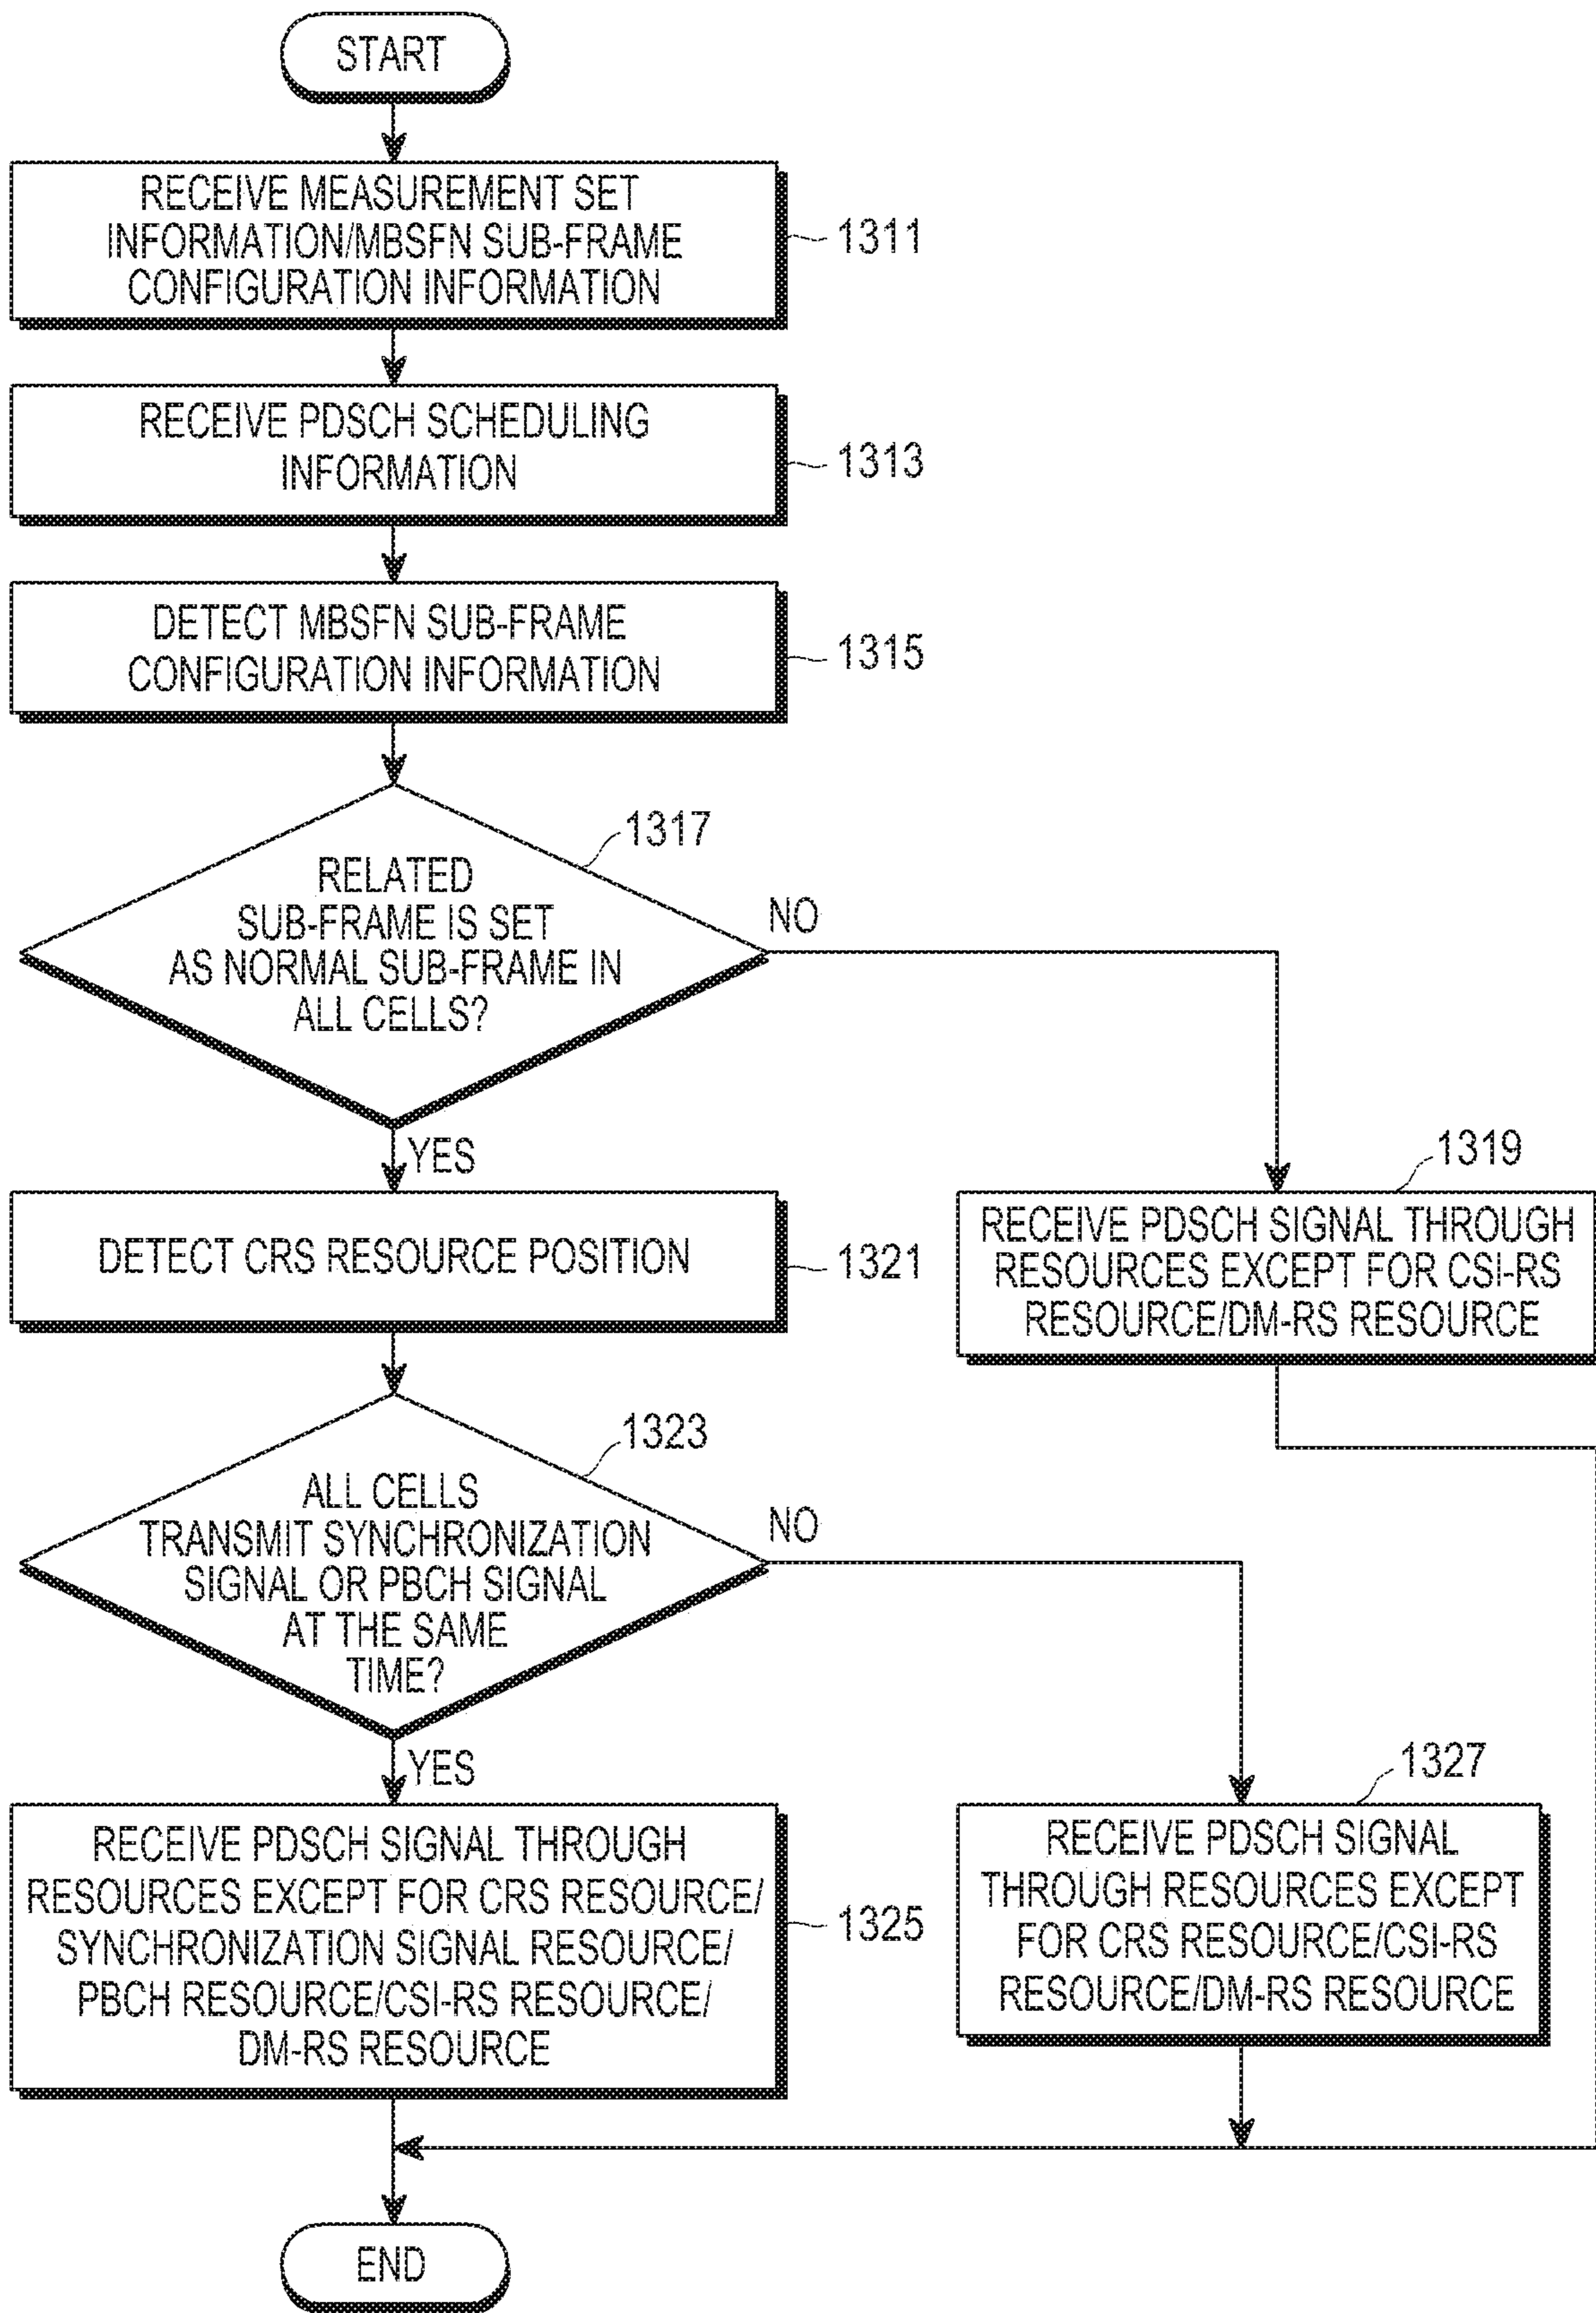 START
RECEIVE MEASUREMENT SET
INFORMATION/MBSFN SUB-FRAME
CONFIGURATION INFORMATION
1311
RECEIVE PDSCH SCHEDULING
INFORMATION
1313
DETECT MBSFN SUB-FRAME
CONFIGURATION INFORMATION
1315
1317
RELATED
SUB-FRAME IS SET
AS NORMAL SUB-FRAME IN
ALL CELLS?
NO
YES
1319
RECEIVE PDSCH SIGNAL THROUGH
RESOURCES EXCEPT FOR CSI-RS
RESOURCE/DM-RS RESOURCE
DETECT CRS RESOURCE POSITION
1321
1323
ALL CELLS
TRANSMIT SYNCHRONIZATION
SIGNAL OR PBCH SIGNAL
AT THE SAME
TIME?
NO
YES
RECEIVE PDSCH SIGNAL THROUGH
RESOURCES EXCEPT FOR CRS RESOURCE/
SYNCHRONIZATION SIGNAL RESOURCE/
PBCH RESOURCE/CSI-RS RESOURCE/
DM-RS RESOURCE
1325
1327
RECEIVE PDSCH SIGNAL
THROUGH RESOURCES EXCEPT
FOR CRS RESOURCE/CSI-RS
RESOURCE/DM-RS RESOURCE
END